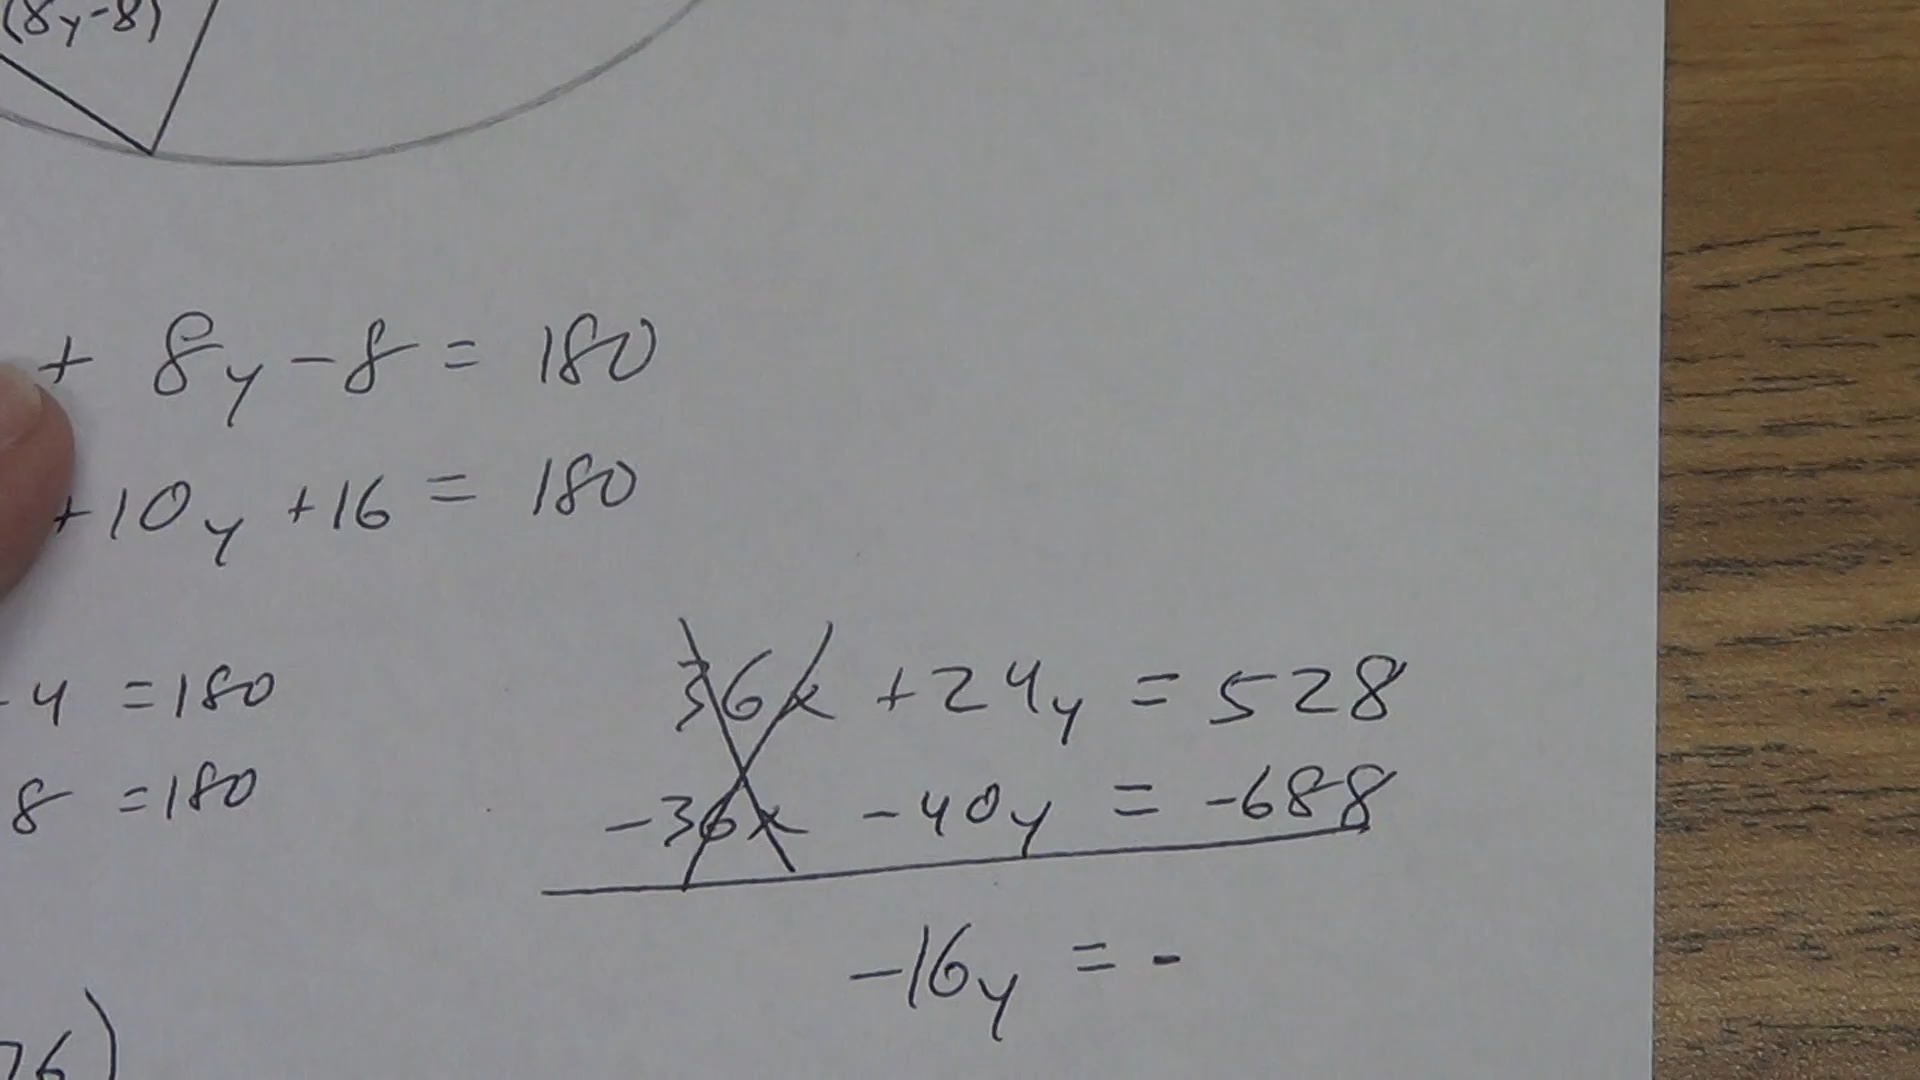 (8y-8)
+ 8y - 8 = 180
+ 10y + 16 = 180
- 4 = 180
8 = 180
36x + 24y = 528
-36x - 40y = -688
-16y = -
76)